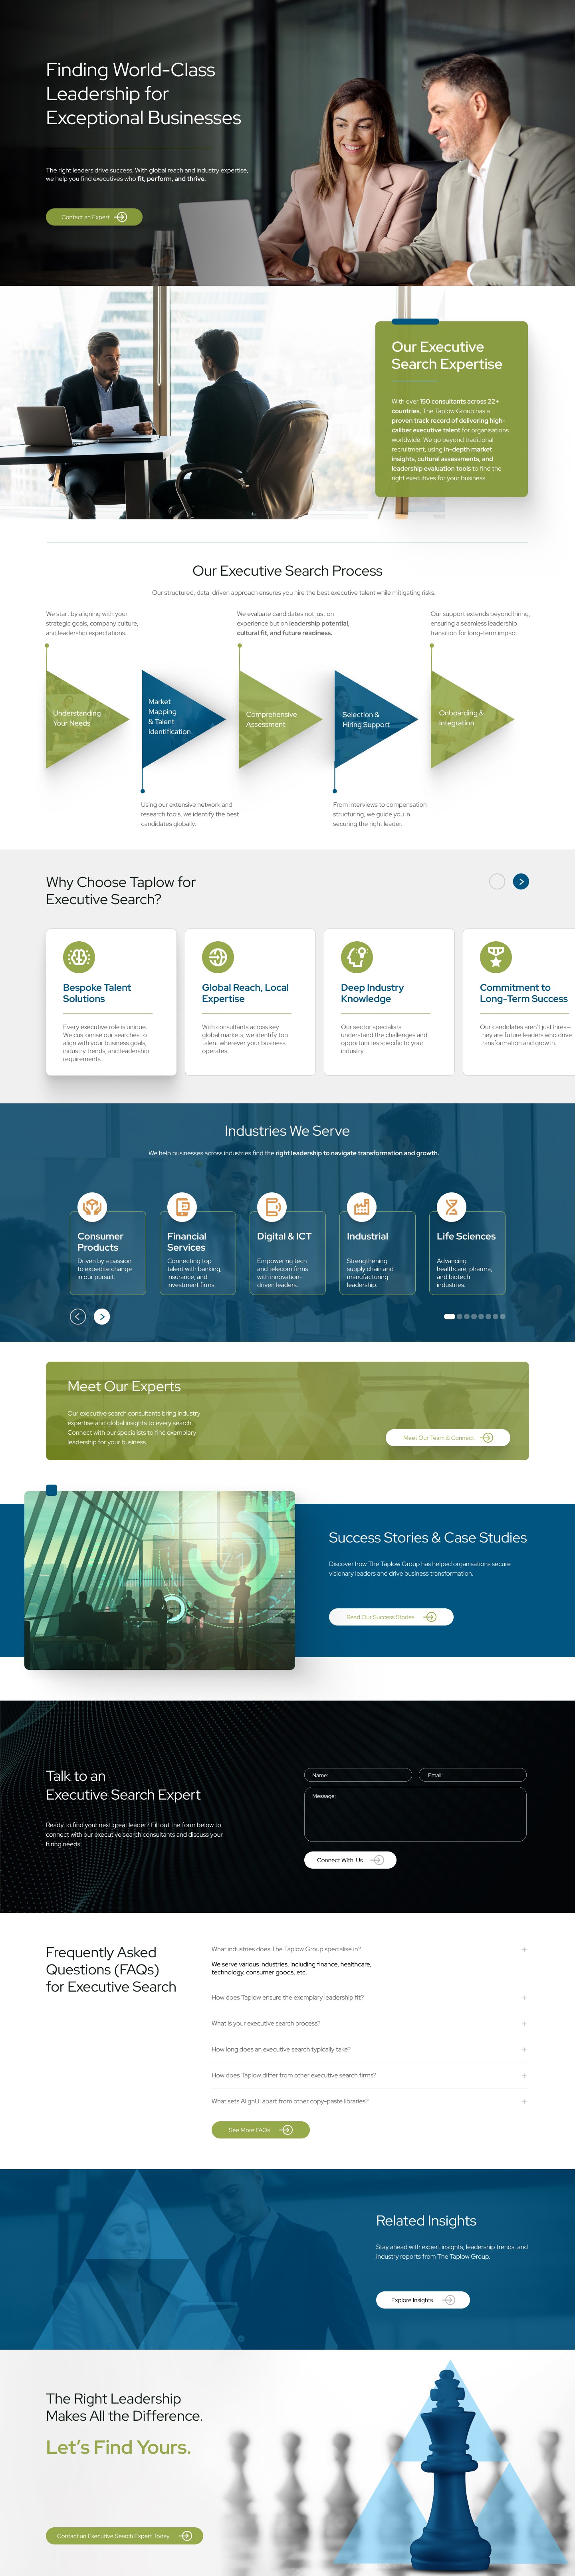 Finding World-Class
Leadership for
Exceptional Businesses
The right leaders drive success. With global reach and industry expertise,
we help you find executives who fit, perform, and thrive.
Contact an Expert
Our Executive
Search Expertise
With over 150 consultants across 22+
countries, The Taplow Group has a
proven track record of delivering high-
caliber executive talent for organisations
worldwide. We go beyond traditional
recruitment, using in-depth market
insights, cultural assessments, and
leadership evaluation tools to find the
right executives for your business.
Our Executive Search Process
Our structured, data-driven approach ensures you hire the best executive talent while mitigating risks.
We start by aligning with your
strategic goals, company culture,
and leadership expectations.
We evaluate candidates not just on
experience but on leadership potential,
cultural fit, and future readiness.
Our support extends beyond hiring,
ensuring a seamless leadership
transition for long-term impact.
Understanding
Your Needs
Market
Mapping
& Talent
Identification
Comprehensive
Assessment
Selection &
Hiring Support
Onboarding &
Integration
Using our extensive network and
research tools, we identify the best
candidates globally.
From interviews to compensation
structuring, we guide you in
securing the right leader.
Why Choose Taplow for
Executive Search?
Bespoke Talent
Solutions
Every executive role is unique.
We customise our searches to
align with your business goals,
industry trends, and leadership
requirements.
Global Reach, Local
Expertise
With consultants across key
global markets, we identify top
talent wherever your business
operates.
Deep Industry
Knowledge
Our sector specialists
understand the challenges and
opportunities specific to your
industry.
Commitment to
Long-Term Success
Our candidates aren't just hires—
they are future leaders who drive
transformation and growth.
Industries We Serve
We help businesses across industries find the right leadership to navigate transformation and growth.
Consumer
Products
Driven by a passion
to expedite change
in our pursuit.
Financial
Services
Connecting top
talent with banking,
insurance, and
investment firms.
Digital & ICT
Empowering tech
and telecom firms
with innovation-
driven leaders.
Industrial
Strengthening
supply chain and
manufacturing
leadership.
Life Sciences
Advancing
healthcare, pharma,
and biotech
industries.
Meet Our Experts
Our executive search consultants bring industry
expertise and global insights to every search.
Connect with our specialists to find exemplary
leadership for your business.
Meet Our Team & Connect
Success Stories & Case Studies
Discover how The Taplow Group has helped organisations secure
visionary leaders and drive business transformation.
Read Our Success Stories
Talk to an
Executive Search Expert
Ready to find your next great leader? Fill out the form below to
connect with our executive search consultants and discuss your
hiring needs:
Name:
Email:
Message:
Connect With Us
Frequently Asked
Questions (FAQs)
for Executive Search
What industries does The Taplow Group specialise in?
We serve various industries, including finance, healthcare,
technology, consumer goods, etc.
How does Taplow ensure the exemplary leadership fit?
What is your executive search process?
How long does an executive search typically take?
How does Taplow differ from other executive search firms?
What sets AlignUI apart from other copy-paste libraries?
See More FAQs
Related Insights
Stay ahead with expert insights, leadership trends, and
industry reports from The Taplow Group.
Explore Insights
The Right Leadership
Makes All the Difference.
Let's Find Yours.
Contact an Executive Search Expert Today